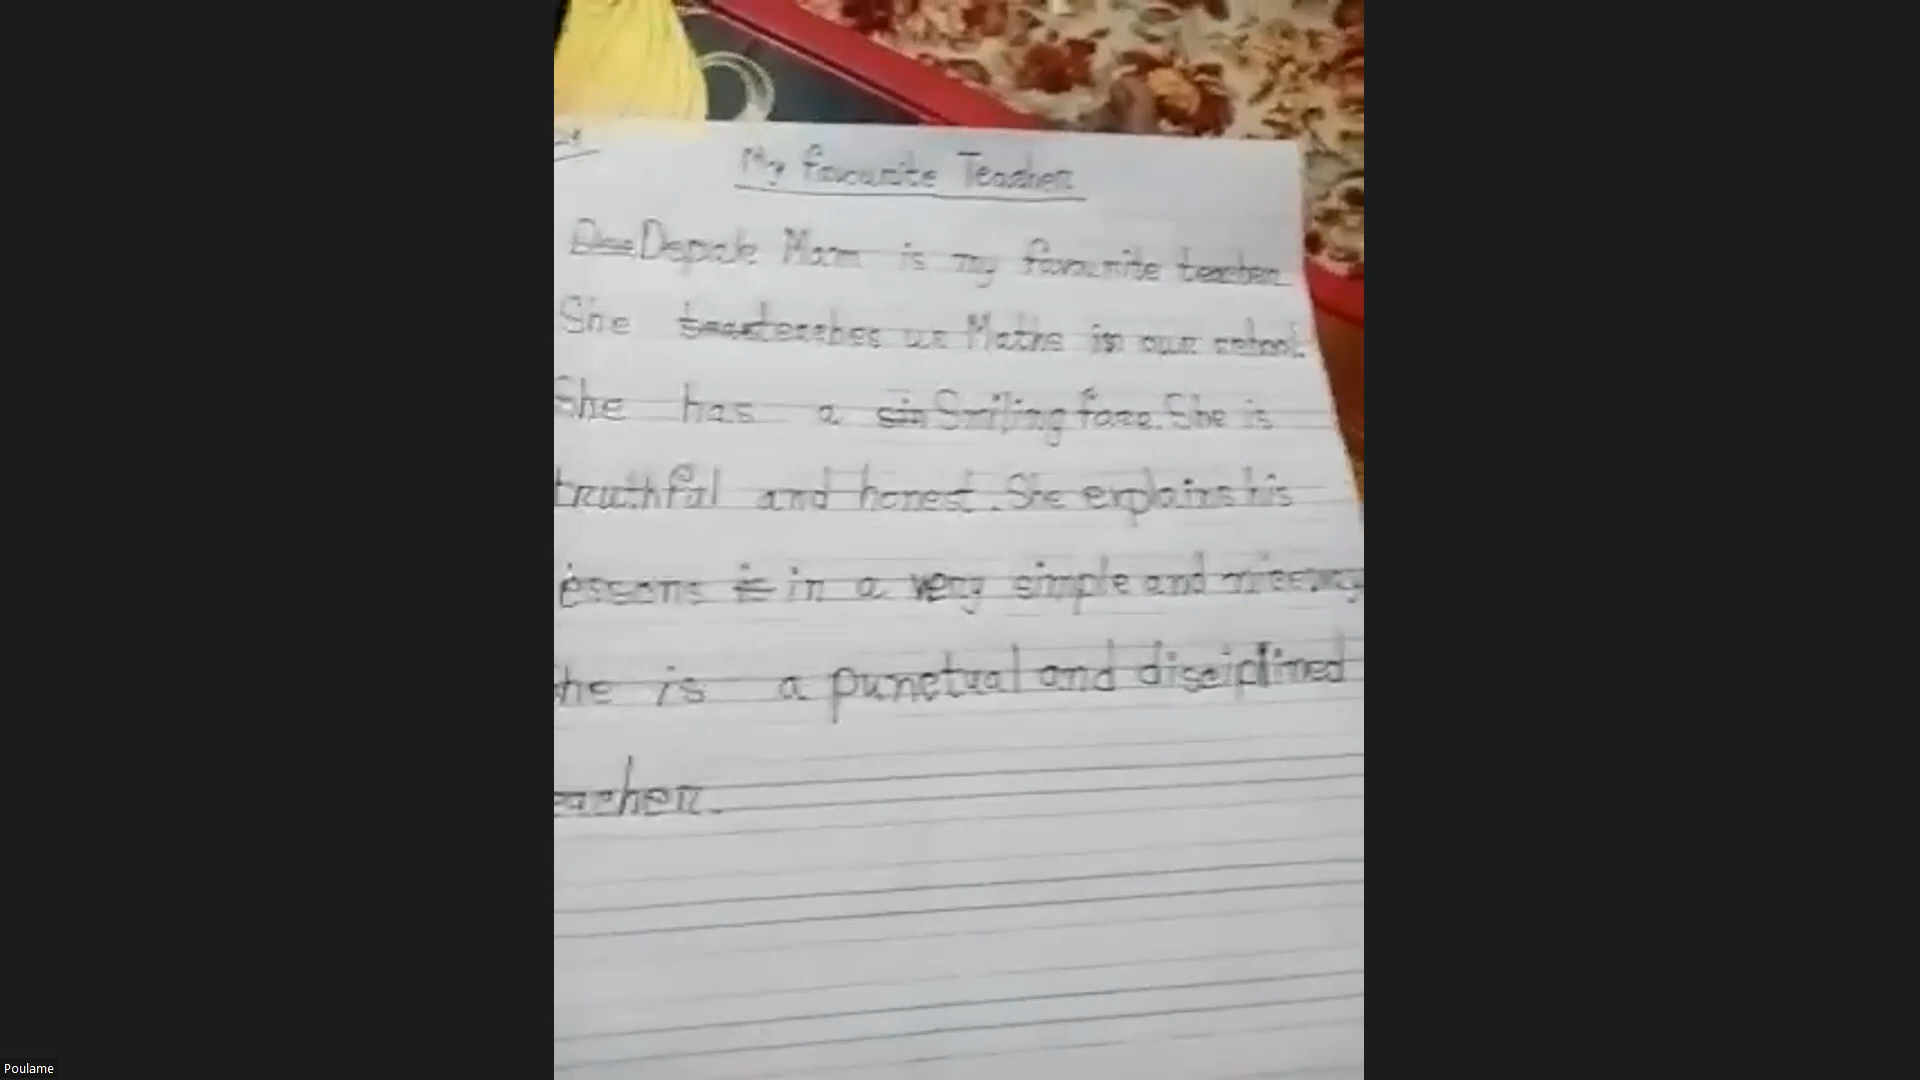 My favourite Teacher
Depak Mam is my favourite teacher
She teaches us Maths in our school.
She has a Smiling face. She is
truthful and honest. She explains his
essons in a very simple and
he is a punctual and disciplined
eacher.
Poulame